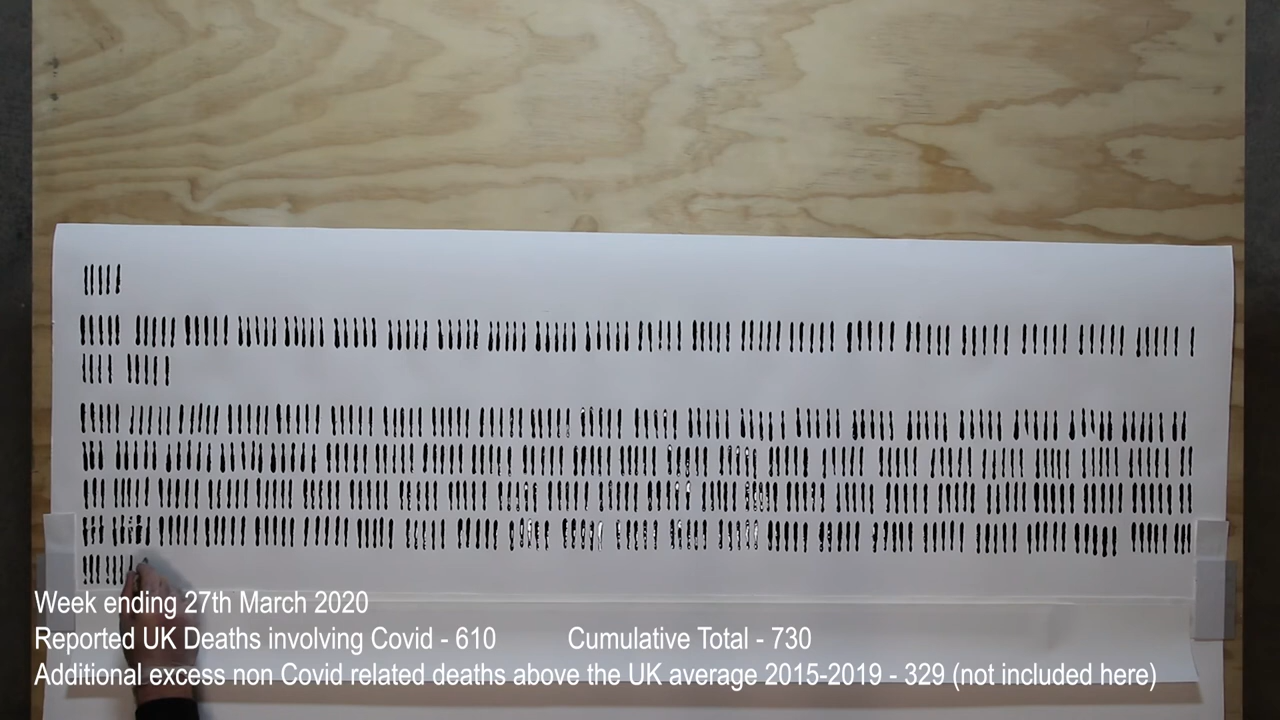 Week ending 27th March 2020
Reported UK Deaths involving Covid - 610 Cumulative Total - 730
Additional excess non Covid related deaths above the UK average 2015-2019 - 329 (not included here)